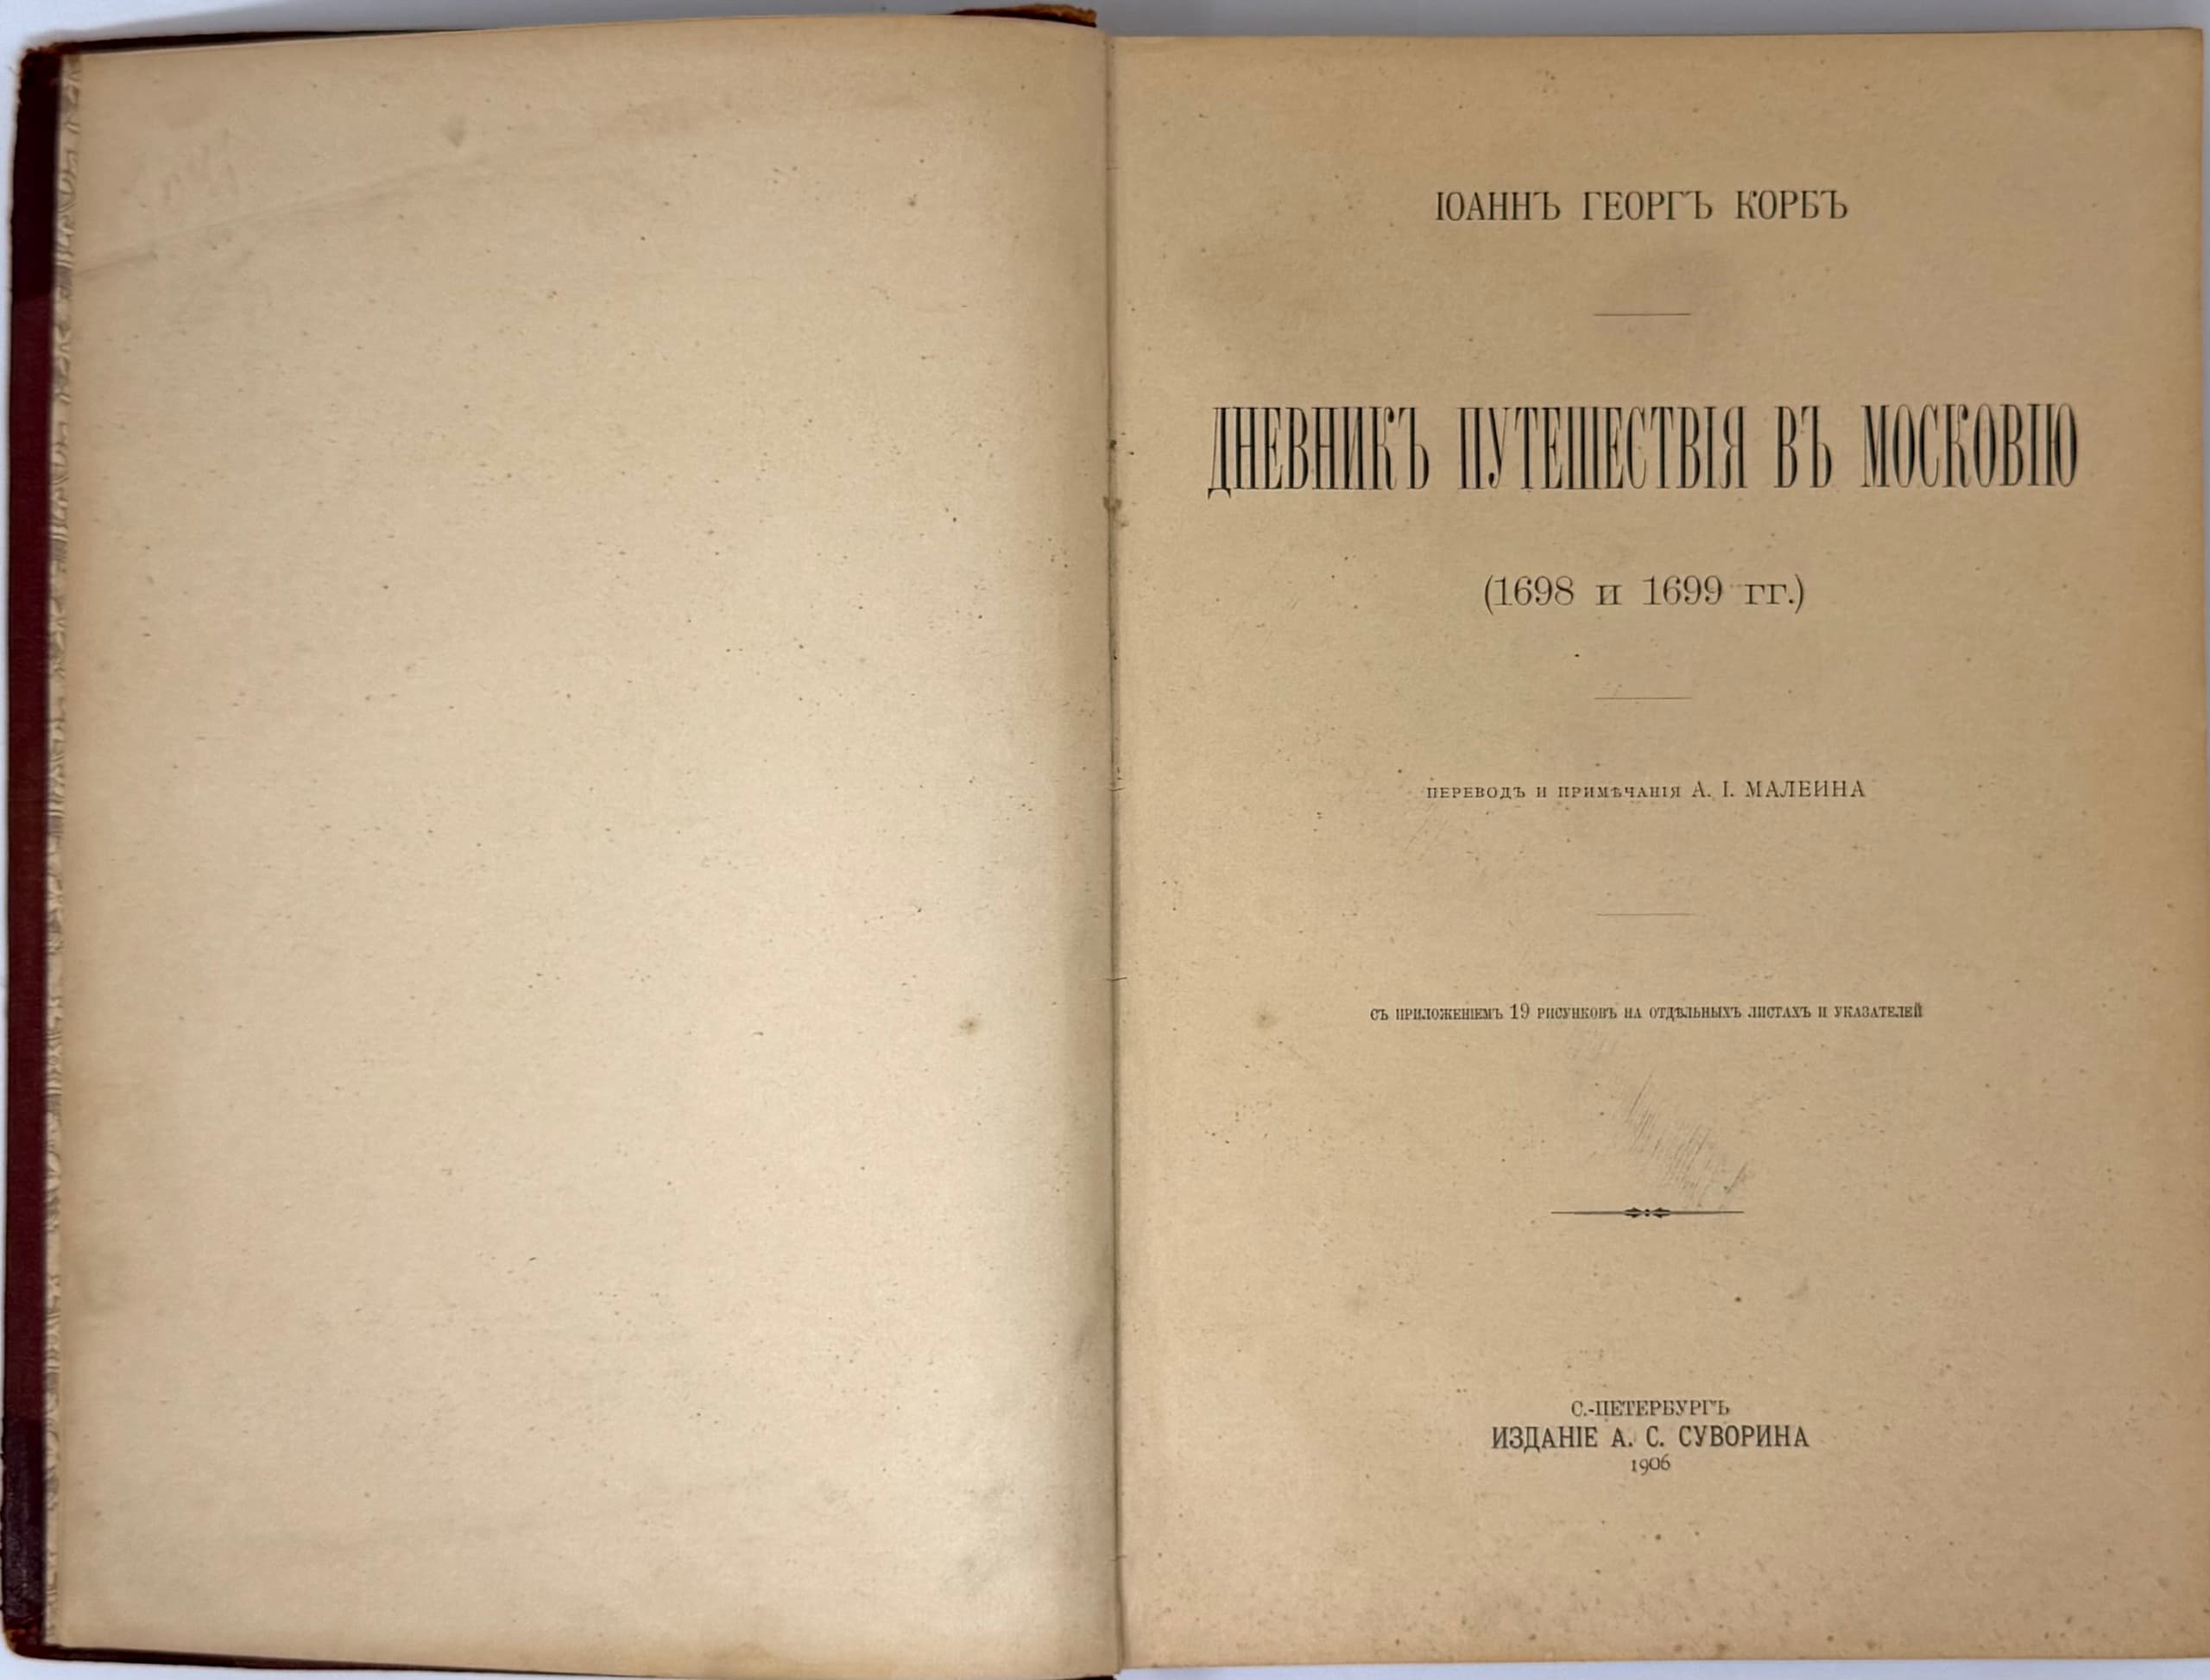 ІОАННЪ ГЕОРГЪ КОРБЪ
ДНЕВНИКЪ ПУТЕШЕСТВІЯ ВЪ МОСКОВІЮ
(1698 и 1699 гг.)
ПЕРЕВОДЪ И ПРИМѢЧАНІЯ А. І. МАЛЕИНА
СЪ ПРИЛОЖЕНІЕМЪ 19 РИСУНКОВЪ НА ОТДѢЛЬНЫХЪ ЛИСТАХЪ И УКАЗАТЕЛЕЙ
С.-ПЕТЕРБУРГЪ
ИЗДАНІЕ А. С. СУВОРИНА
1906